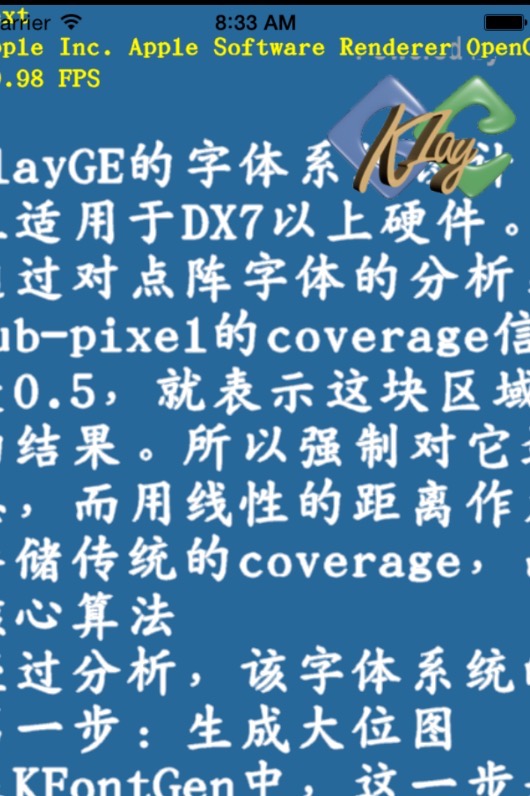 8:33 AM
Apple Inc. Apple Software Renderer OpenG
.98 FPS
Powered by
KlayGE
layGE的字体系
适用于DX7以上硬件。
过对点阵字体的分析
ub-pixel的coverage信
0.5，就表示这块区域
结果。所以强制对它
，而用线性的距离作
储传统的coverage，
心算法
过分析，该字体系统
一步：生成大位图
KFontGen中，这一步